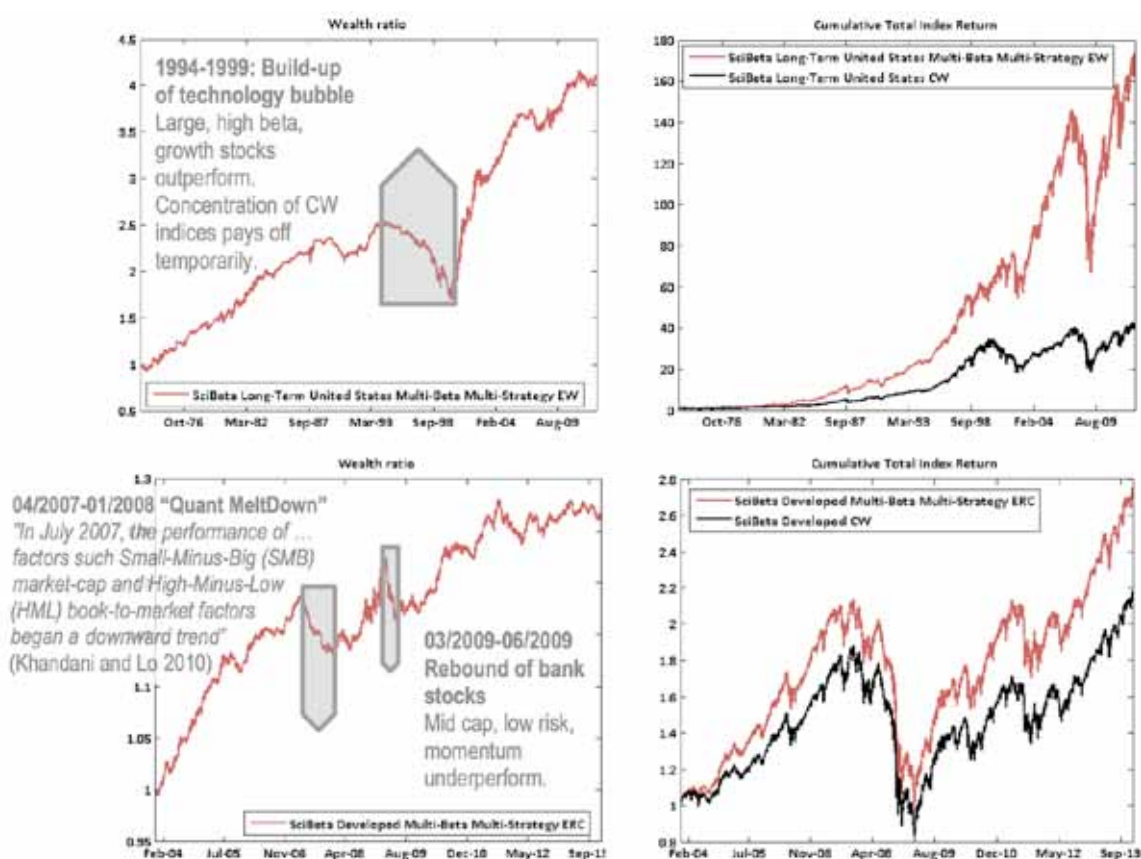 Wealth ratio
4.5
4
3.5
3
2.5
2
1.5
1
0.5
1994-1999: Build-up
of technology bubble
Large, high beta,
growth stocks
outperform.
Concentration of CW
indices pays off
temporarily.
SciBeta Long-Term United States Multi-Beta Multi-Strategy EW
Oct-76 Mar-82 Sep-87 Mar-93 Sep-98 Feb-04 Aug-09
Cumulative Total Index Return
180
160
140
120
100
80
60
40
20
0
SciBeta Long-Term United States Multi-Beta Multi-Strategy EW
SciBeta Long-Term United States CW
Oct-76 Mar-82 Sep-87 Mar-93 Sep-98 Feb-04 Aug-09
Wealth ratio
1.3
1.1
1.05
1
0.95
04/2007-01/2008 “Quant MeltDown”
"In July 2007, the performance of ...
factors such Small-Minus-Big (SMB)
market-cap and High-Minus-Low
(HML) book-to-market factors
began a downward trend"
(Khandani and Lo 2010)
03/2009-06/2009
Rebound of bank
stocks
Mid cap, low risk,
momentum
underperform.
SciBeta Developed Multi-Beta Multi-Strategy ERC
Feb-04 Jul-05 Nov-06 Apr-08 Aug-09 Dec-10 May-12 Sep-13
Cumulative Total Index Return
2.8
2.6
2.4
2.2
2
1.8
1.6
1.4
1.2
1
0.8
SciBeta Developed Multi-Beta Multi-Strategy ERC
SciBeta Developed CW
Feb-04 Jul-05 Nov-06 Apr-08 Aug-09 Dec-10 May-12 Sep-13